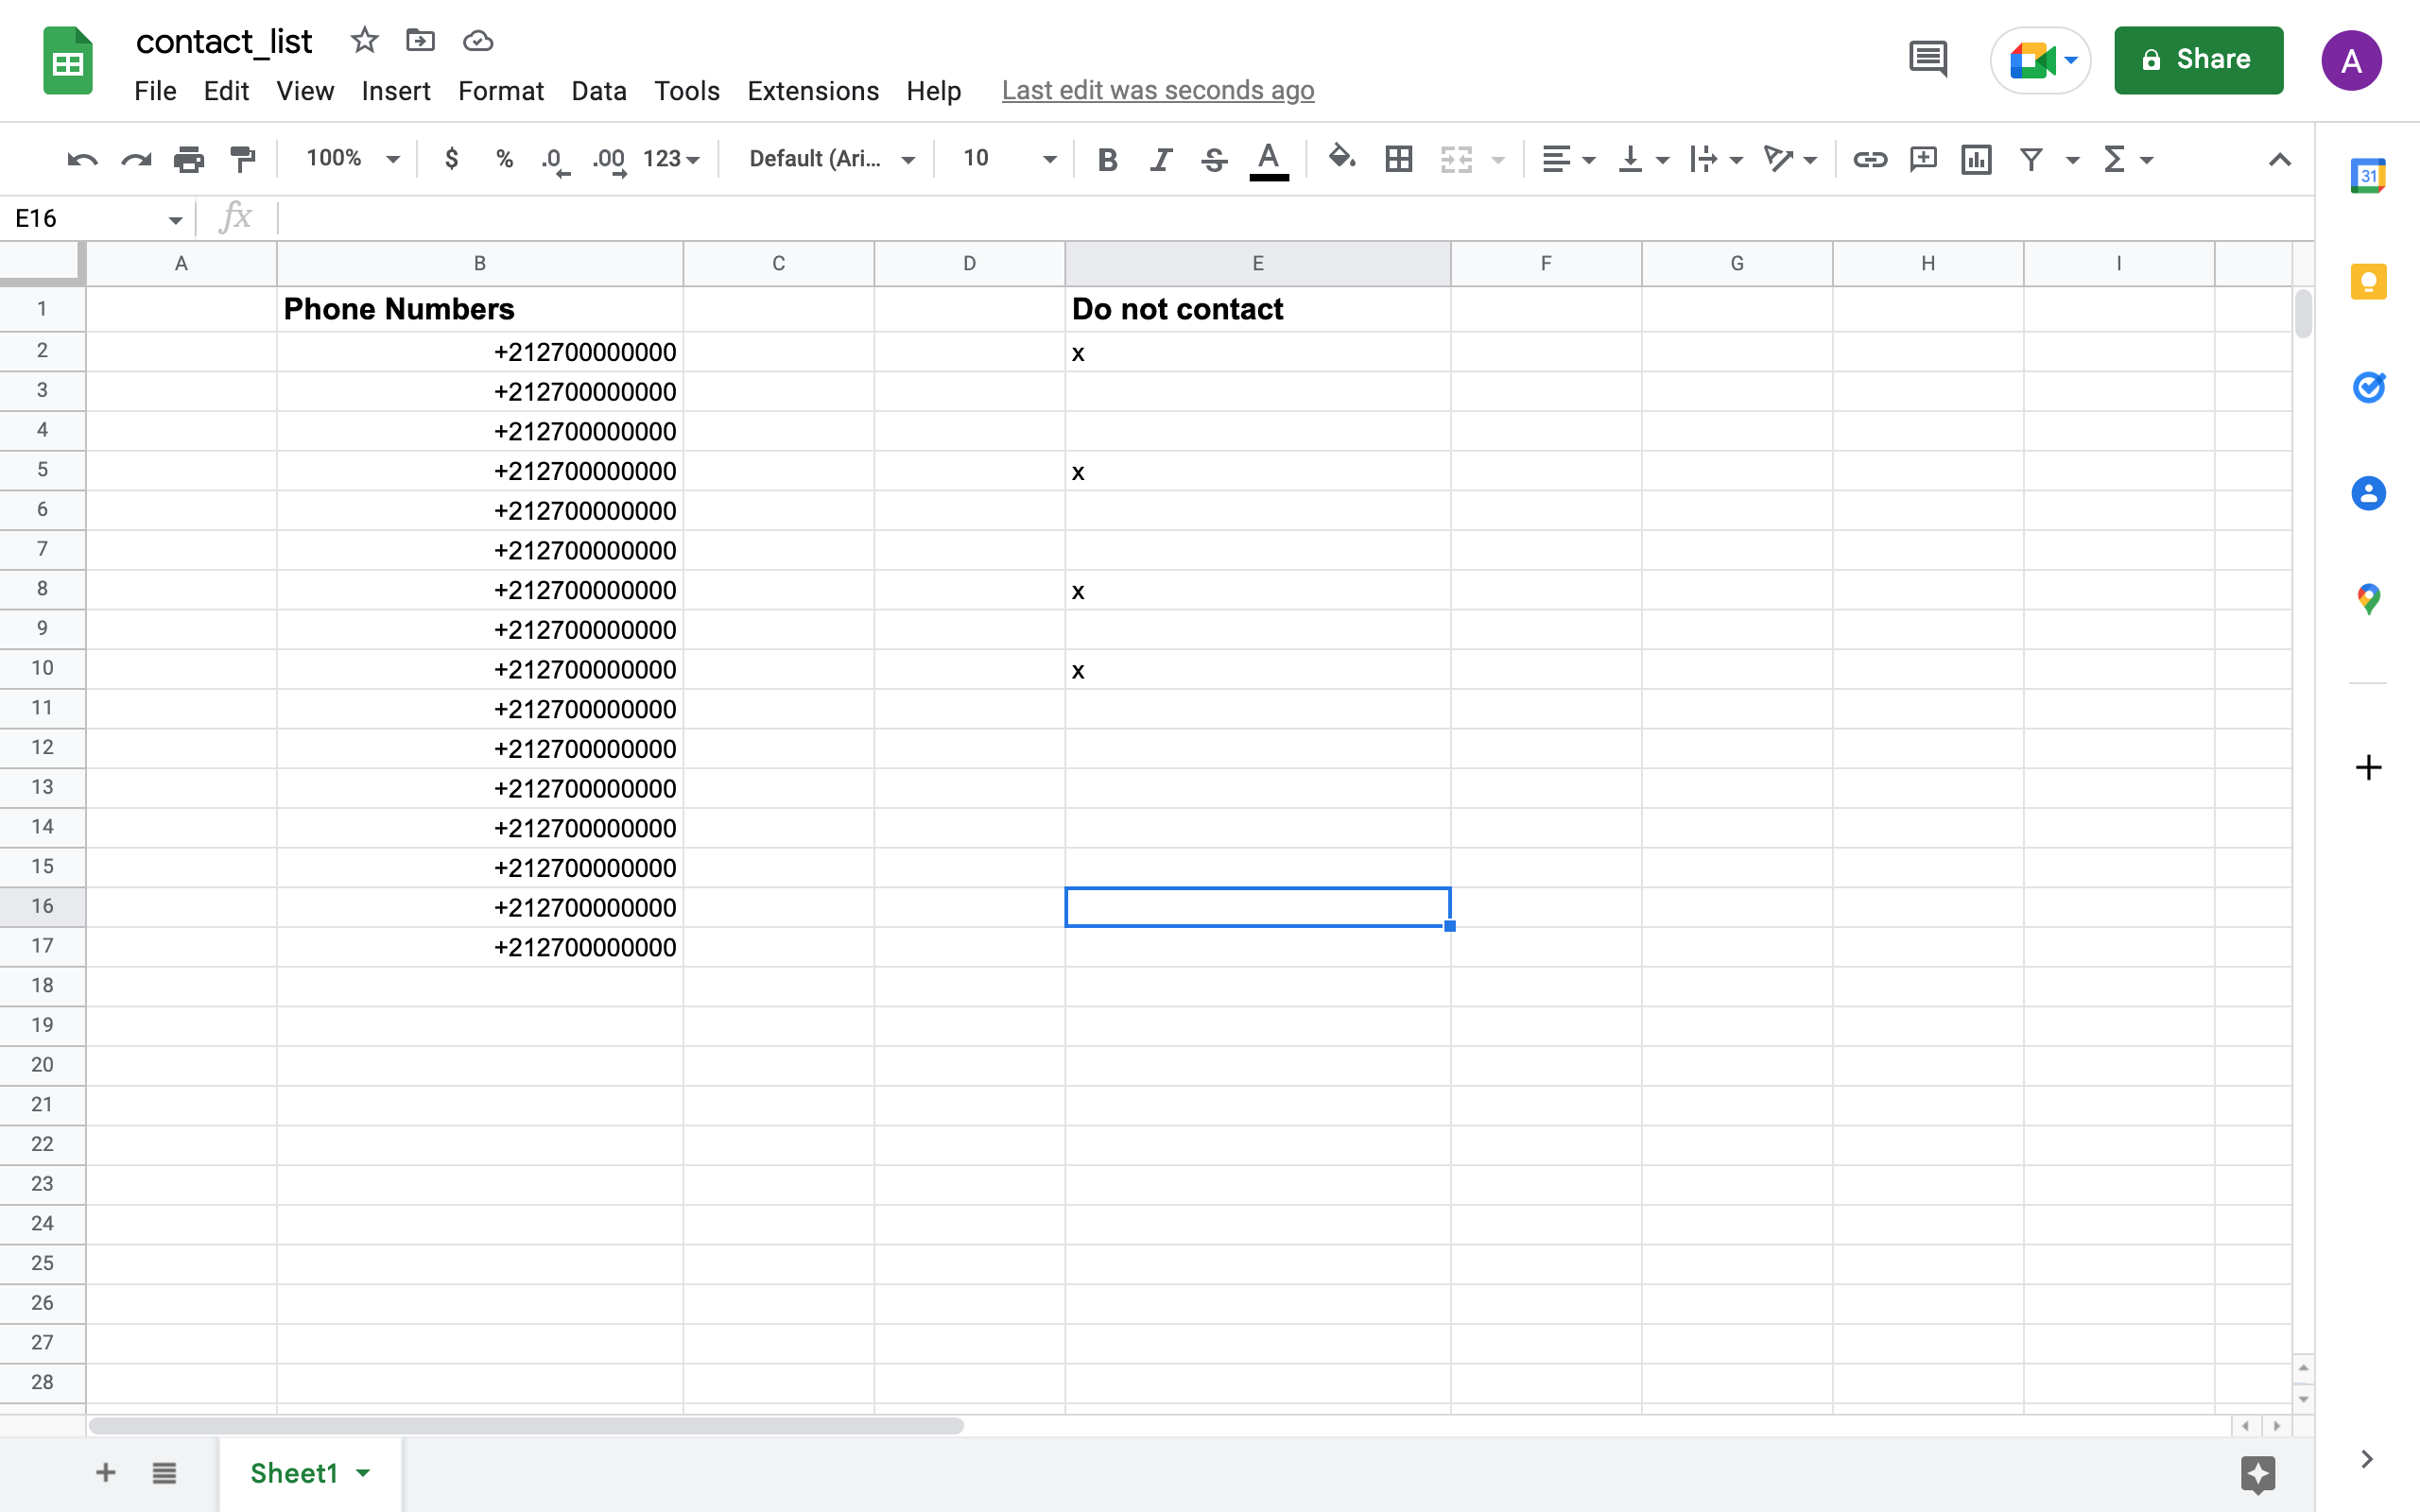 contact_list
File Edit View Insert Format Data Tools Extensions Help Last edit was seconds ago
Share
A
100% $ % .0 .00 123 Default (Ari... 10 B I S A
31
E16 fx
A B C D E F G H I
1 Phone Numbers Do not contact
2 +212700000000 x
3 +212700000000
4 +212700000000
5 +212700000000 x
6 +212700000000
7 +212700000000
8 +212700000000 x
9 +212700000000
10 +212700000000 x
11 +212700000000
12 +212700000000
13 +212700000000
14 +212700000000
15 +212700000000
16 +212700000000
17 +212700000000
18
19
20
21
22
23
24
25
26
27
28
Sheet1